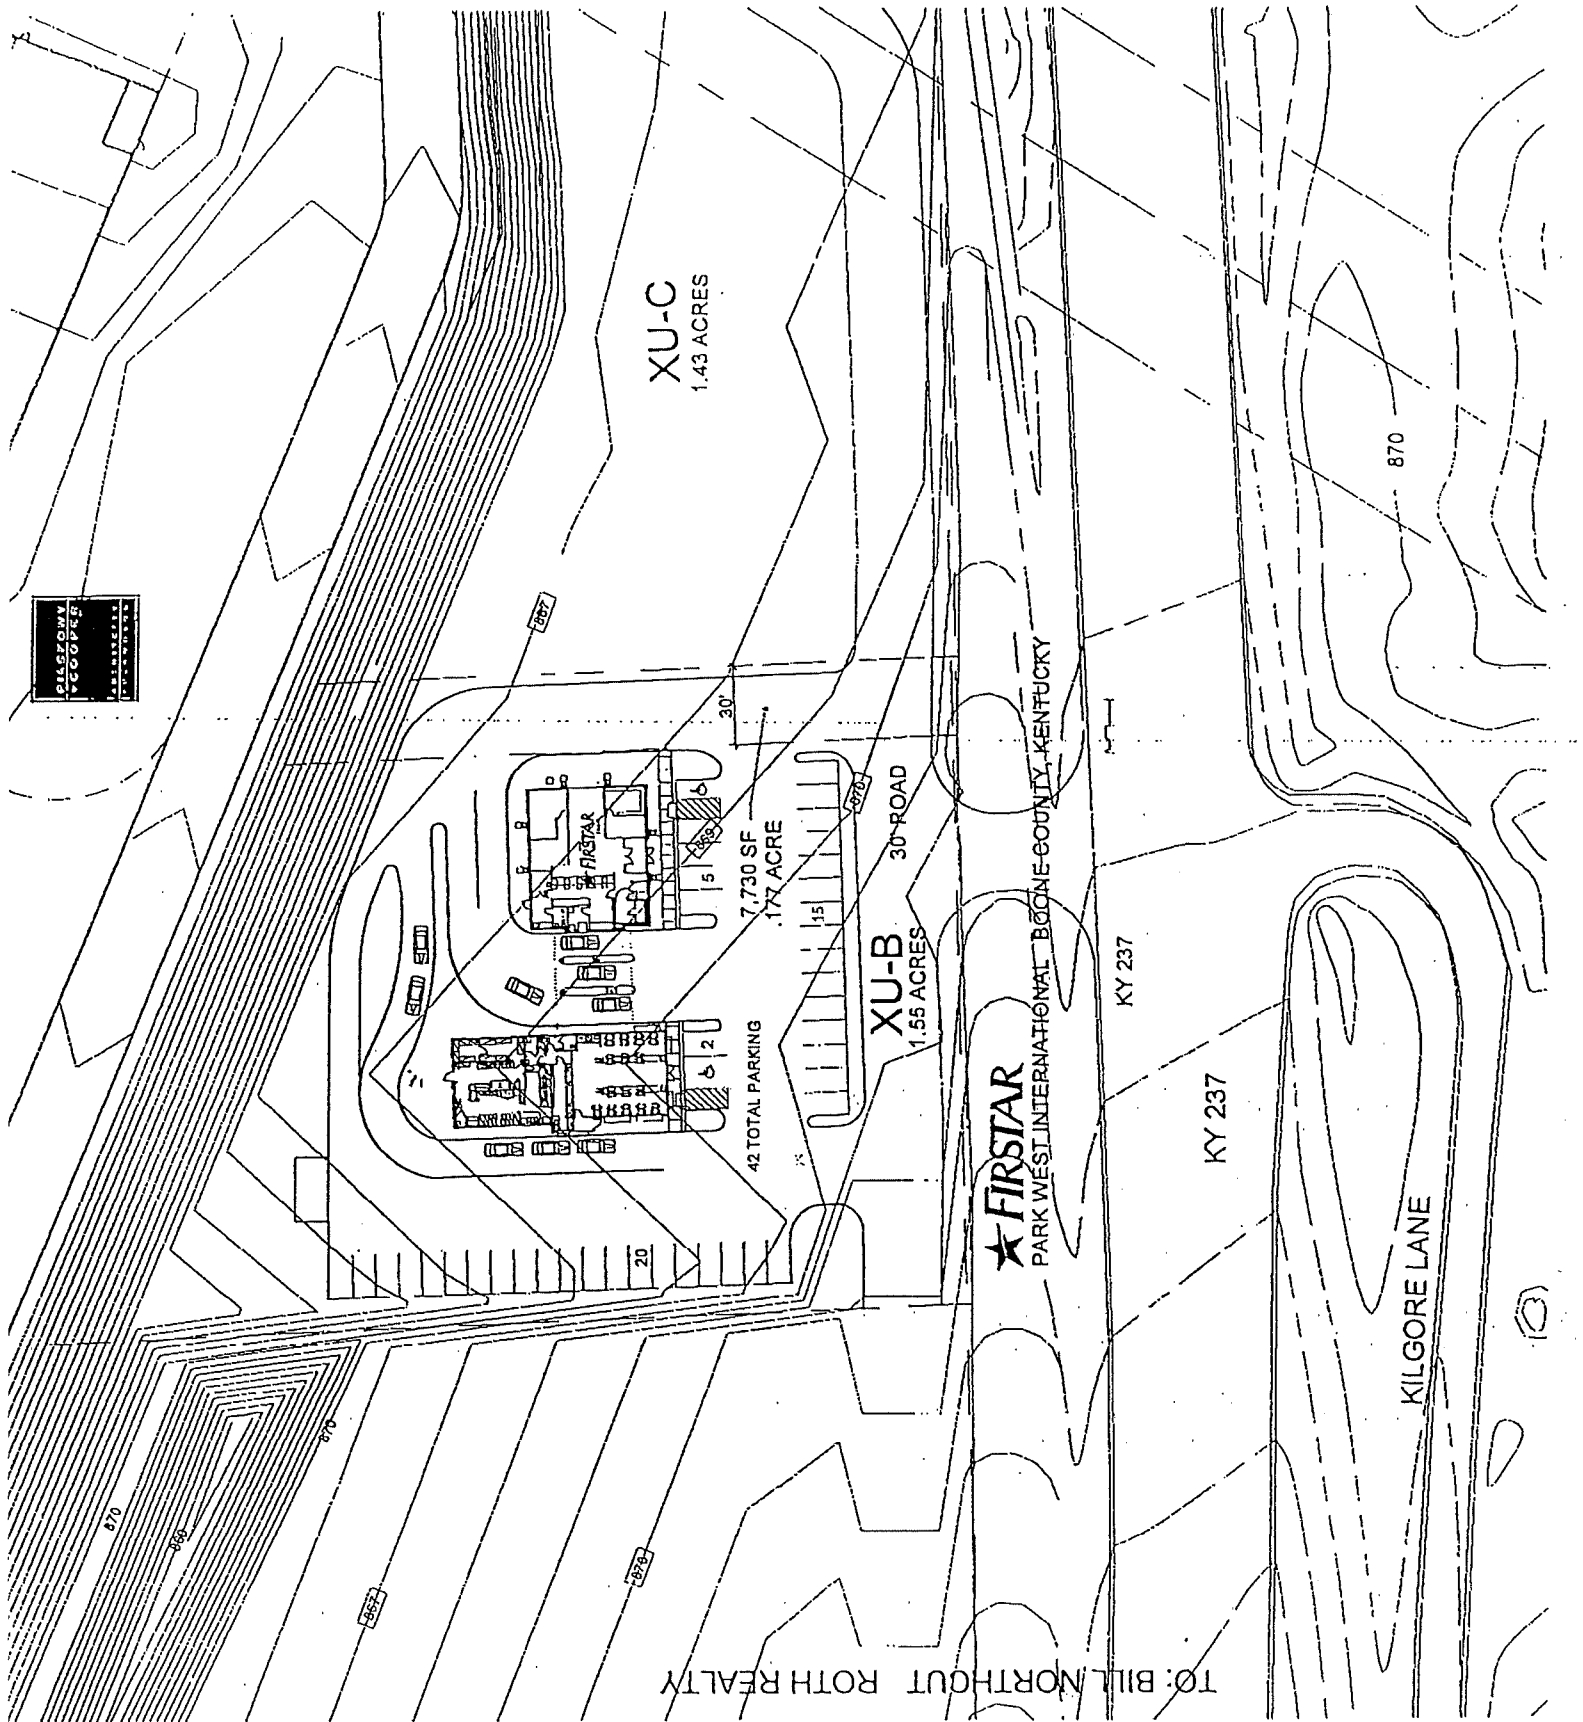 XU-C
1.43 ACRES
867
30'
FIRSTAR
869
5
7,730 SF
.177 ACRE
870
30' ROAD
15
XU-B
1.55 ACRES
2
42 TOTAL PARKING
20
FIRSTAR
PARK WEST INTERNATIONAL BOONE COUNTY, KENTUCKY
KY 237
KY 237
KILGORE LANE
870
870
860
870
867
870
TO: BILL NORTHCUT ROTH REALTY